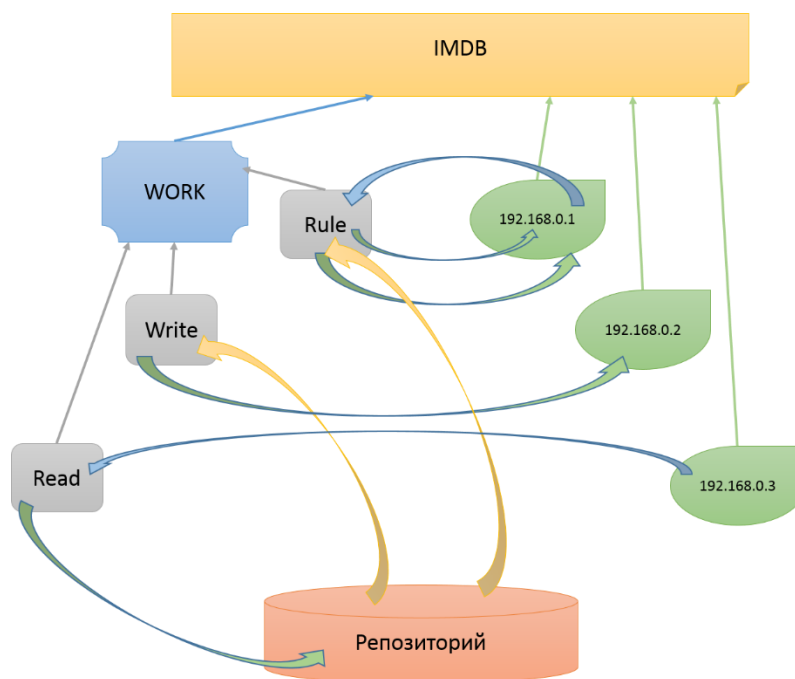 IMDB
WORK
Rule
192.168.0.1
Write
192.168.0.2
Read
192.168.0.3
Репозиторий